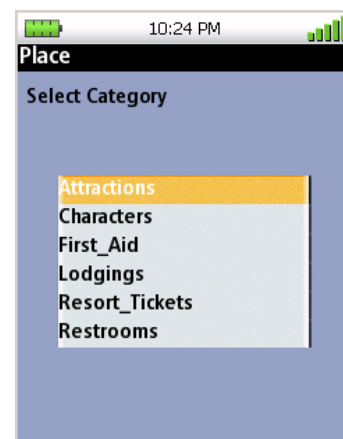 10:24 PM
Place
Select Category
Attractions
Characters
First_Aid
Lodgings
Resort_Tickets
Restrooms